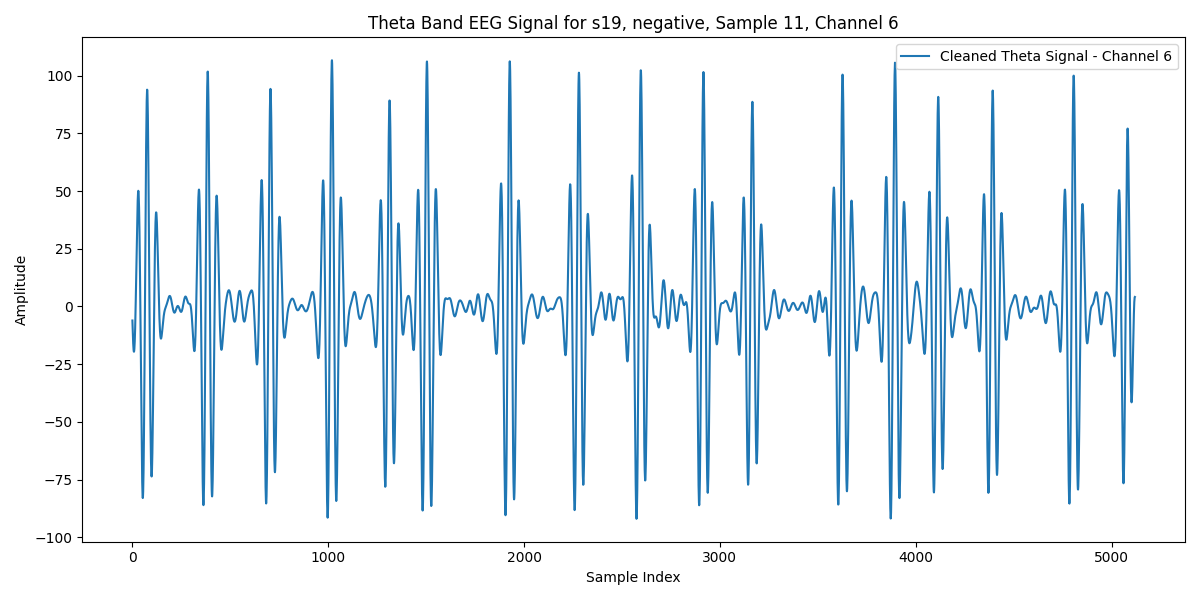 Theta Band EEG Signal for s19, negative, Sample 11, Channel 6
Cleaned Theta Signal - Channel 6
Amplitude
100
75
50
25
0
−25
−50
−75
−100
0 1000 2000 3000 4000 5000
Sample Index